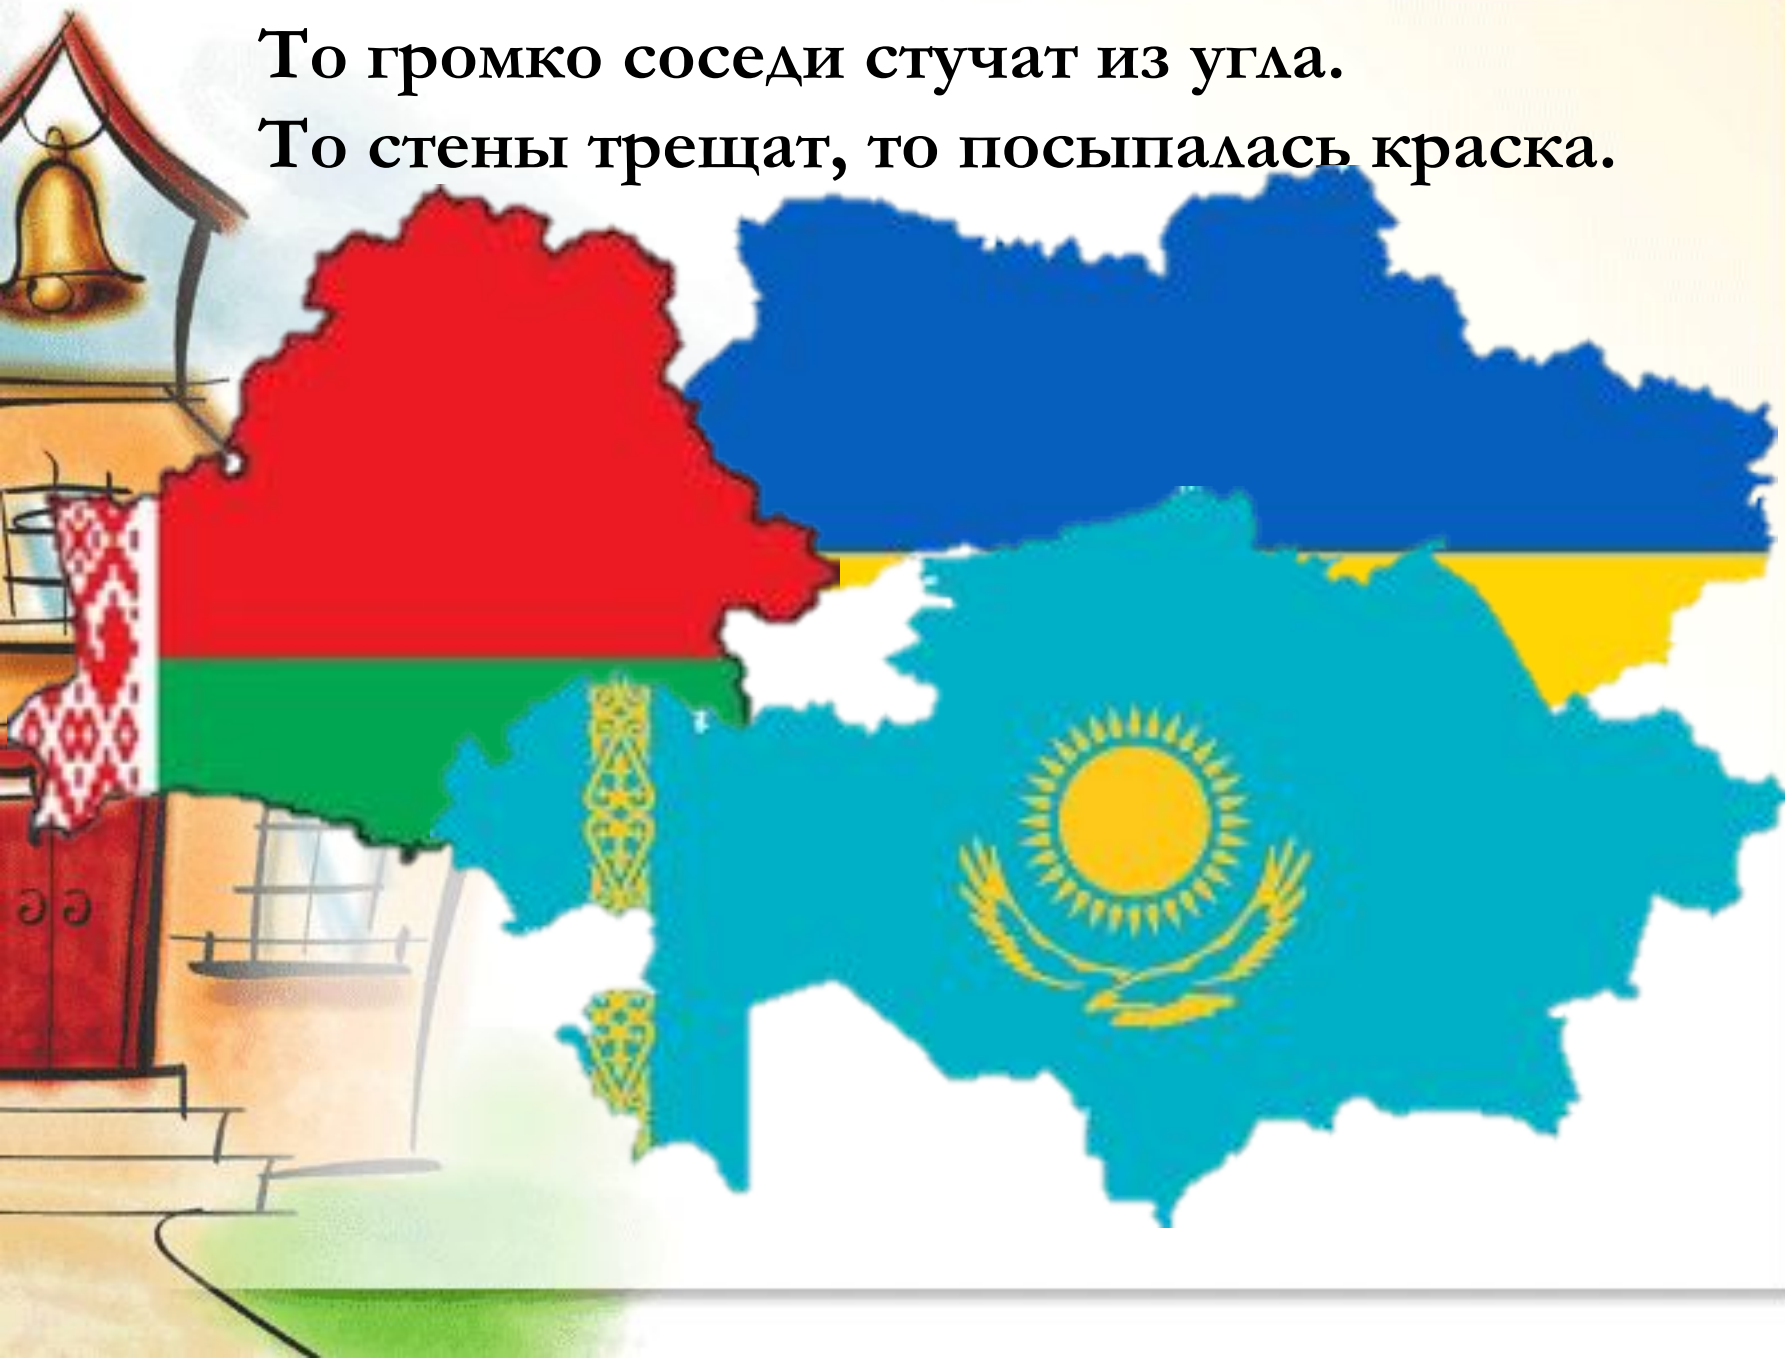 То громко соседи стучат из угла.
То стены трещат, то посыпалась краска.